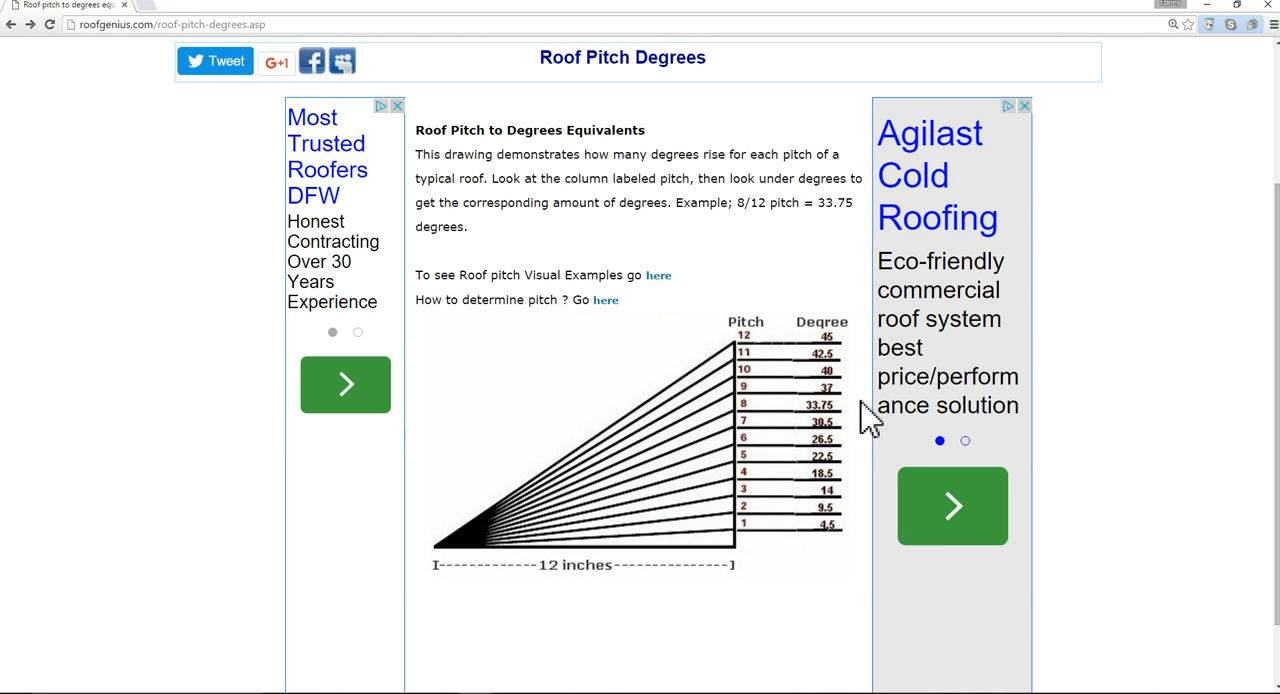 Roof pitch to degrees equ
Ebony
roofgenius.com/roof-pitch-degrees.asp
Tweet
G+1
Roof Pitch Degrees
Most
Trusted
Roofers
DFW
Honest
Contracting
Over 30
Years
Experience
Roof Pitch to Degrees Equivalents
This drawing demonstrates how many degrees rise for each pitch of a
typical roof. Look at the column labeled pitch, then look under degrees to
get the corresponding amount of degrees. Example; 8/12 pitch = 33.75
degrees.
To see Roof pitch Visual Examples go here
How to determine pitch ? Go here
Pitch Degree
12 45
11 42.5
10 40
9 37
8 33.75
7 30.5
6 26.5
5 22.5
4 18.5
3 14
2 9.5
1 4.5
I-------------12 inches---------------]
Agilast
Cold
Roofing
Eco-friendly
commercial
roof system
best
price/perform
ance solution